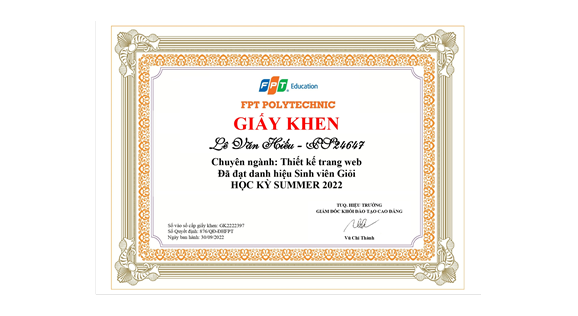 FPT Education
FPT POLYTECHNIC
GIẤY KHEN
Lê Văn Hiếu - PS24647
Chuyên ngành: Thiết kế trang web
Đã đạt danh hiệu Sinh viên Giỏi
HỌC KỲ SUMMER 2022
TUQ. HIỆU TRƯỞNG
GIÁM ĐỐC KHỐI ĐÀO TẠO CAO ĐẲNG
Số vào sổ cấp giấy khen: GK2222397
Số Quyết định: 876/QĐ-ĐHFPT
Ngày ban hành: 30/09/2022
Vũ Chí Thành